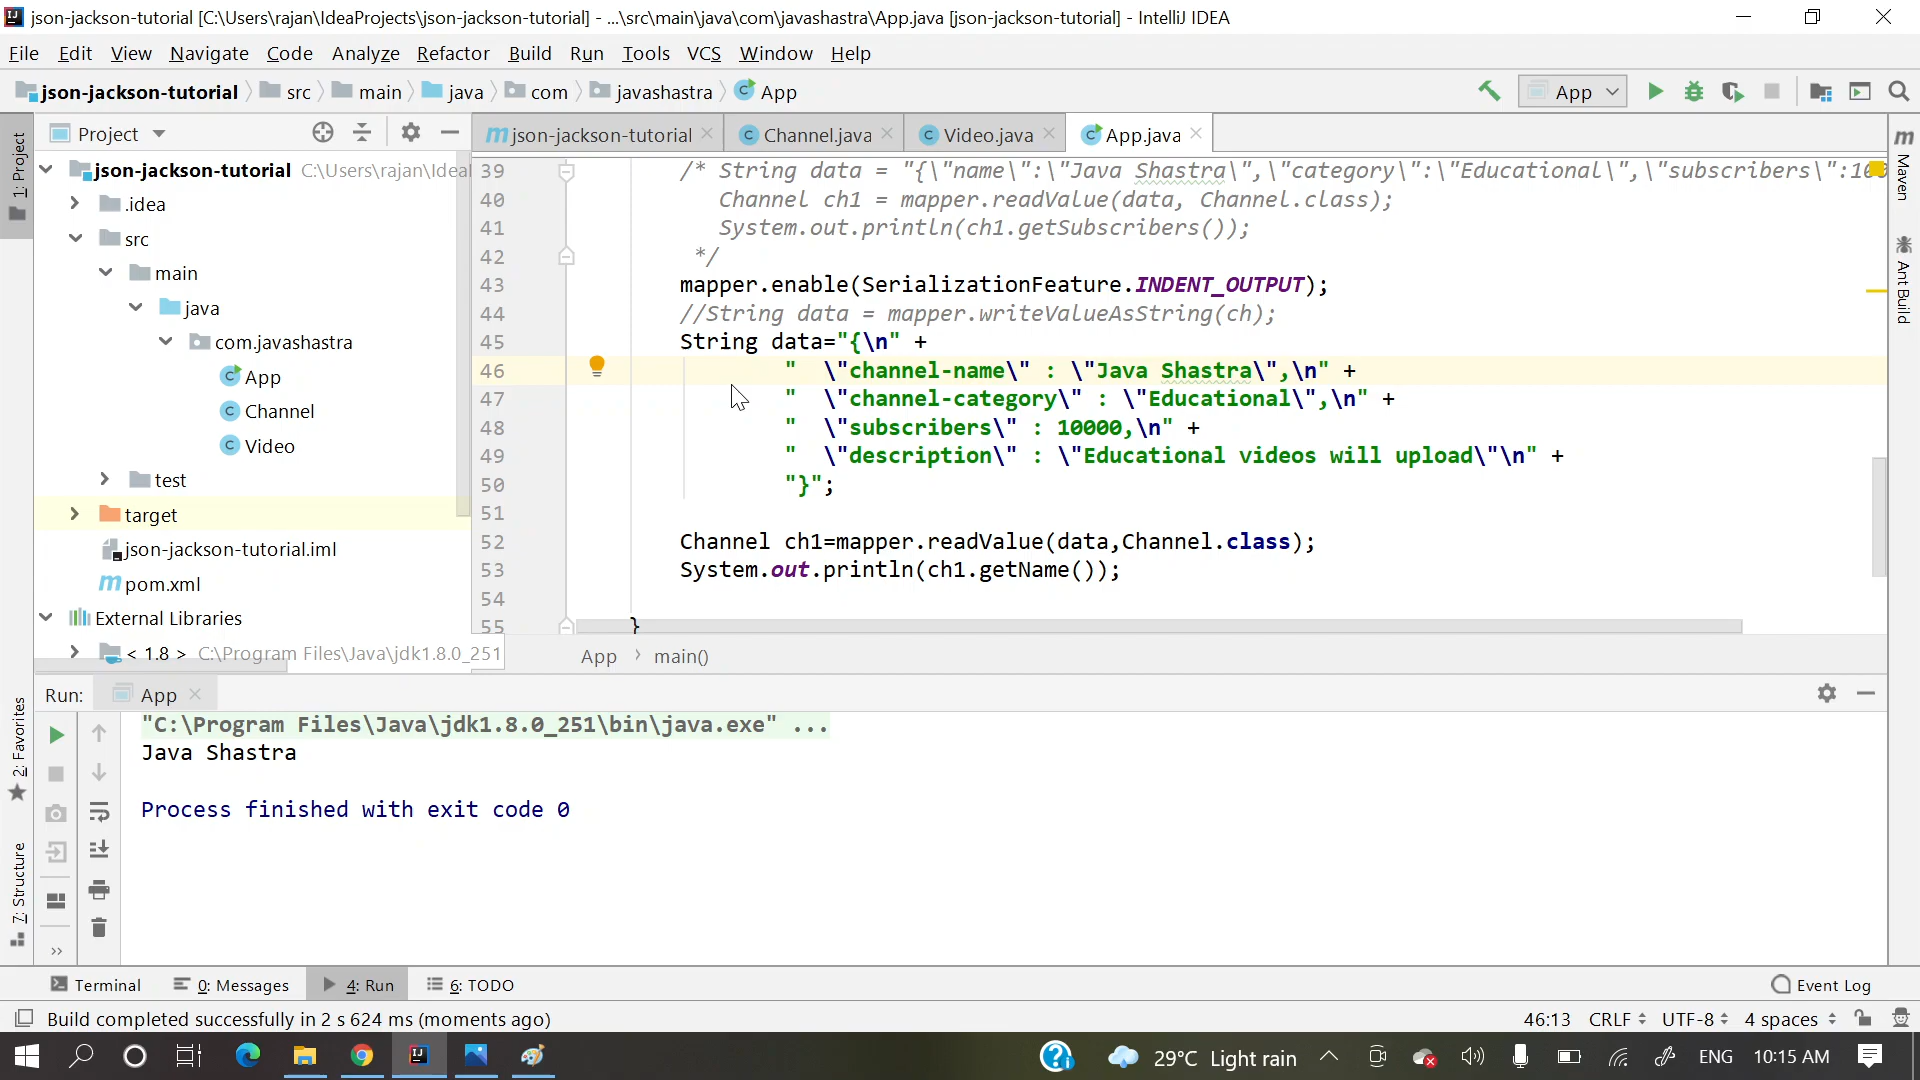 json-jackson-tutorial [C:\Users\rajan\IdeaProjects\json-jackson-tutorial] - ...\src\main\java\com\javashastra\App.java [json-jackson-tutorial] - IntelliJ IDEA
File Edit View Navigate Code Analyze Refactor Build Run Tools VCS Window Help
json-jackson-tutorial src main java com javashastra App
App
1: Project
Project
json-jackson-tutorial C:\Users\rajan\Idea
.idea
src
main
java
com.javashastra
App
Channel
Video
test
target
json-jackson-tutorial.iml
pom.xml
External Libraries
< 1.8 > C:\Program Files\Java\jdk1.8.0_251
json-jackson-tutorial Channel.java Video.java App.java
39 /* String data = "{\"name\":\"Java Shastra\",\"category\":\"Educational\",\"subscribers\":10
40 Channel ch1 = mapper.readValue(data, Channel.class);
41 System.out.println(ch1.getSubscribers());
42 */
43 mapper.enable(SerializationFeature.INDENT_OUTPUT);
44 //String data = mapper.writeValueAsString(ch);
45 String data="{\n" +
46 " \"channel-name\" : \"Java Shastra\",\n" +
47 " \"channel-category\" : \"Educational\",\n" +
48 " \"subscribers\" : 10000,\n" +
49 " \"description\" : \"Educational videos will upload\"\n" +
50 "}";
51
52 Channel ch1=mapper.readValue(data,Channel.class);
53 System.out.println(ch1.getName());
54
55 }
App main()
Maven
Ant Build
Run: App
"C:\Program Files\Java\jdk1.8.0_251\bin\java.exe" ...
Java Shastra
Process finished with exit code 0
2: Favorites
7: Structure
Terminal 0: Messages 4: Run 6: TODO Event Log
Build completed successfully in 2 s 624 ms (moments ago) 46:13 CRLF UTF-8 4 spaces
29°C Light rain ENG 10:15 AM